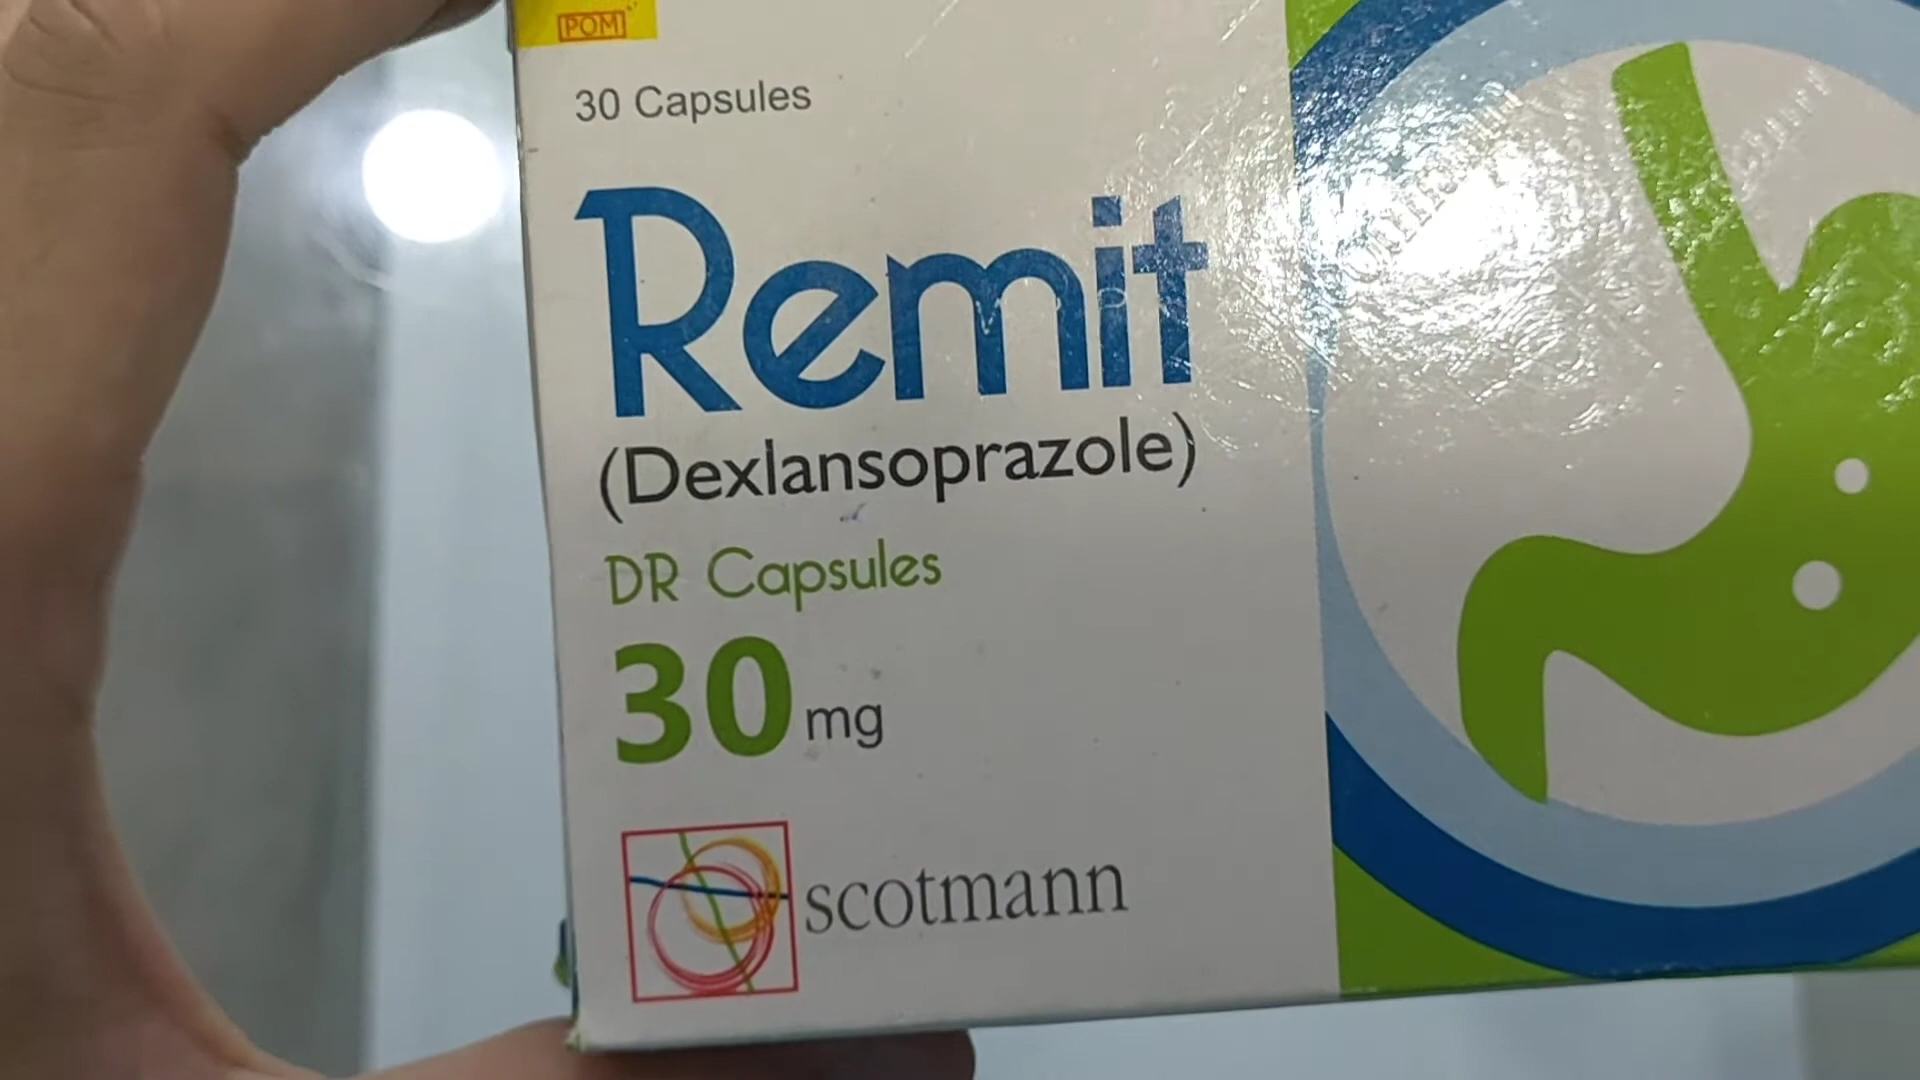 POM
30 Capsules
Remit
(Dexlansoprazole)
DR Capsules
30 mg
scotmann